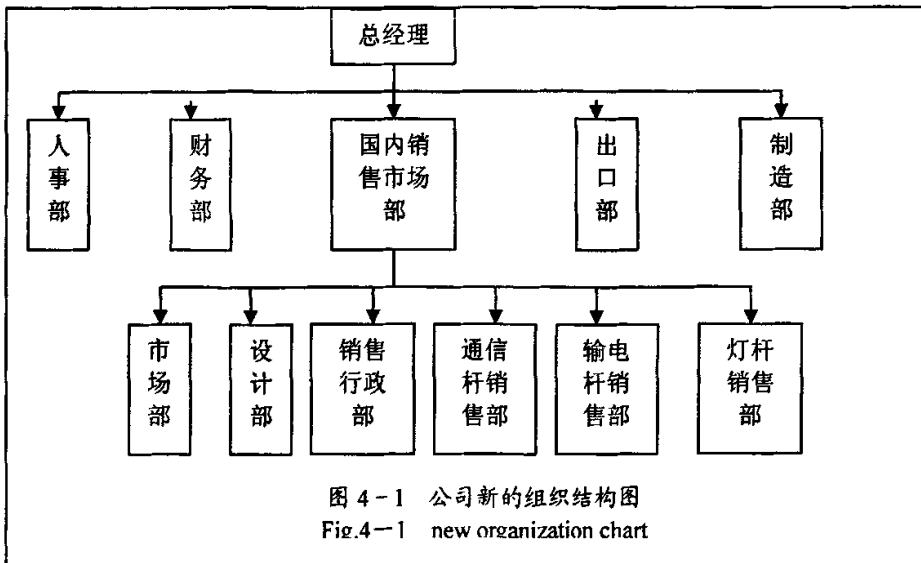 总经理
人
事
部
财
务
部
国内销
售市场
部
出
口
部
制
造
部
市
场
部
设
计
部
销售
行政
部
通信
杆销
售部
输电
杆销
售部
灯杆
销售
部
图 4-1 公司新的组织结构图
Fig.4-1 new organization chart